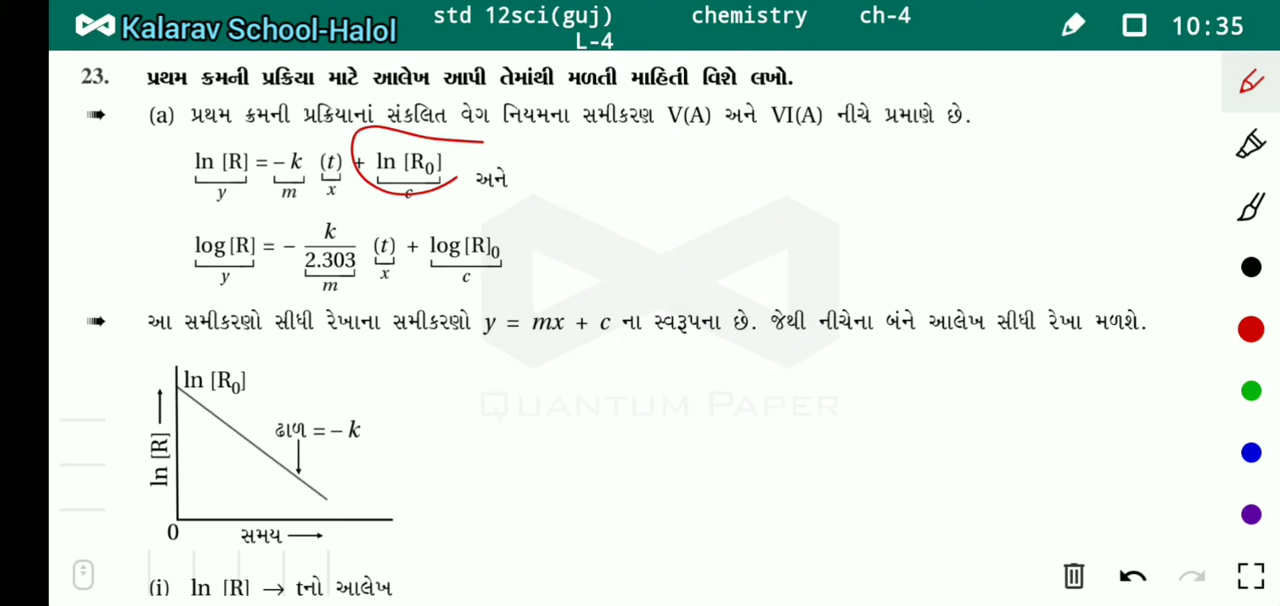 Kalarav School-Halol
std 12sci(guj) chemistry ch-4
L-4
10:35
23. પ્રથમ ક્રમની પ્રક્રિયા માટે આલેખ આપી તેમાંથી મળતી માહિતી વિશે લખો.
(a) પ્રથમ ક્રમની પ્રક્રિયાનાં સંકલિત વેગ નિયમના સમીકરણ V(A) અને VI(A) નીચે પ્રમાણે છે.
ln [R] = – k (t) + ln [R₀] અને
y m x c
log [R] = – k/2.303 (t) + log [R]₀
y m x c
આ સમીકરણો સીધી રેખાના સમીકરણો y = mx + c ના સ્વરૂપના છે. જેથી નીચેના બંને આલેખ સીધી રેખા મળશે.
QUANTUM PAPER
ln [R₀]
ઢાળ = – k
ln [R]
0 સમય
(i) ln [R] → tનો આલેખ